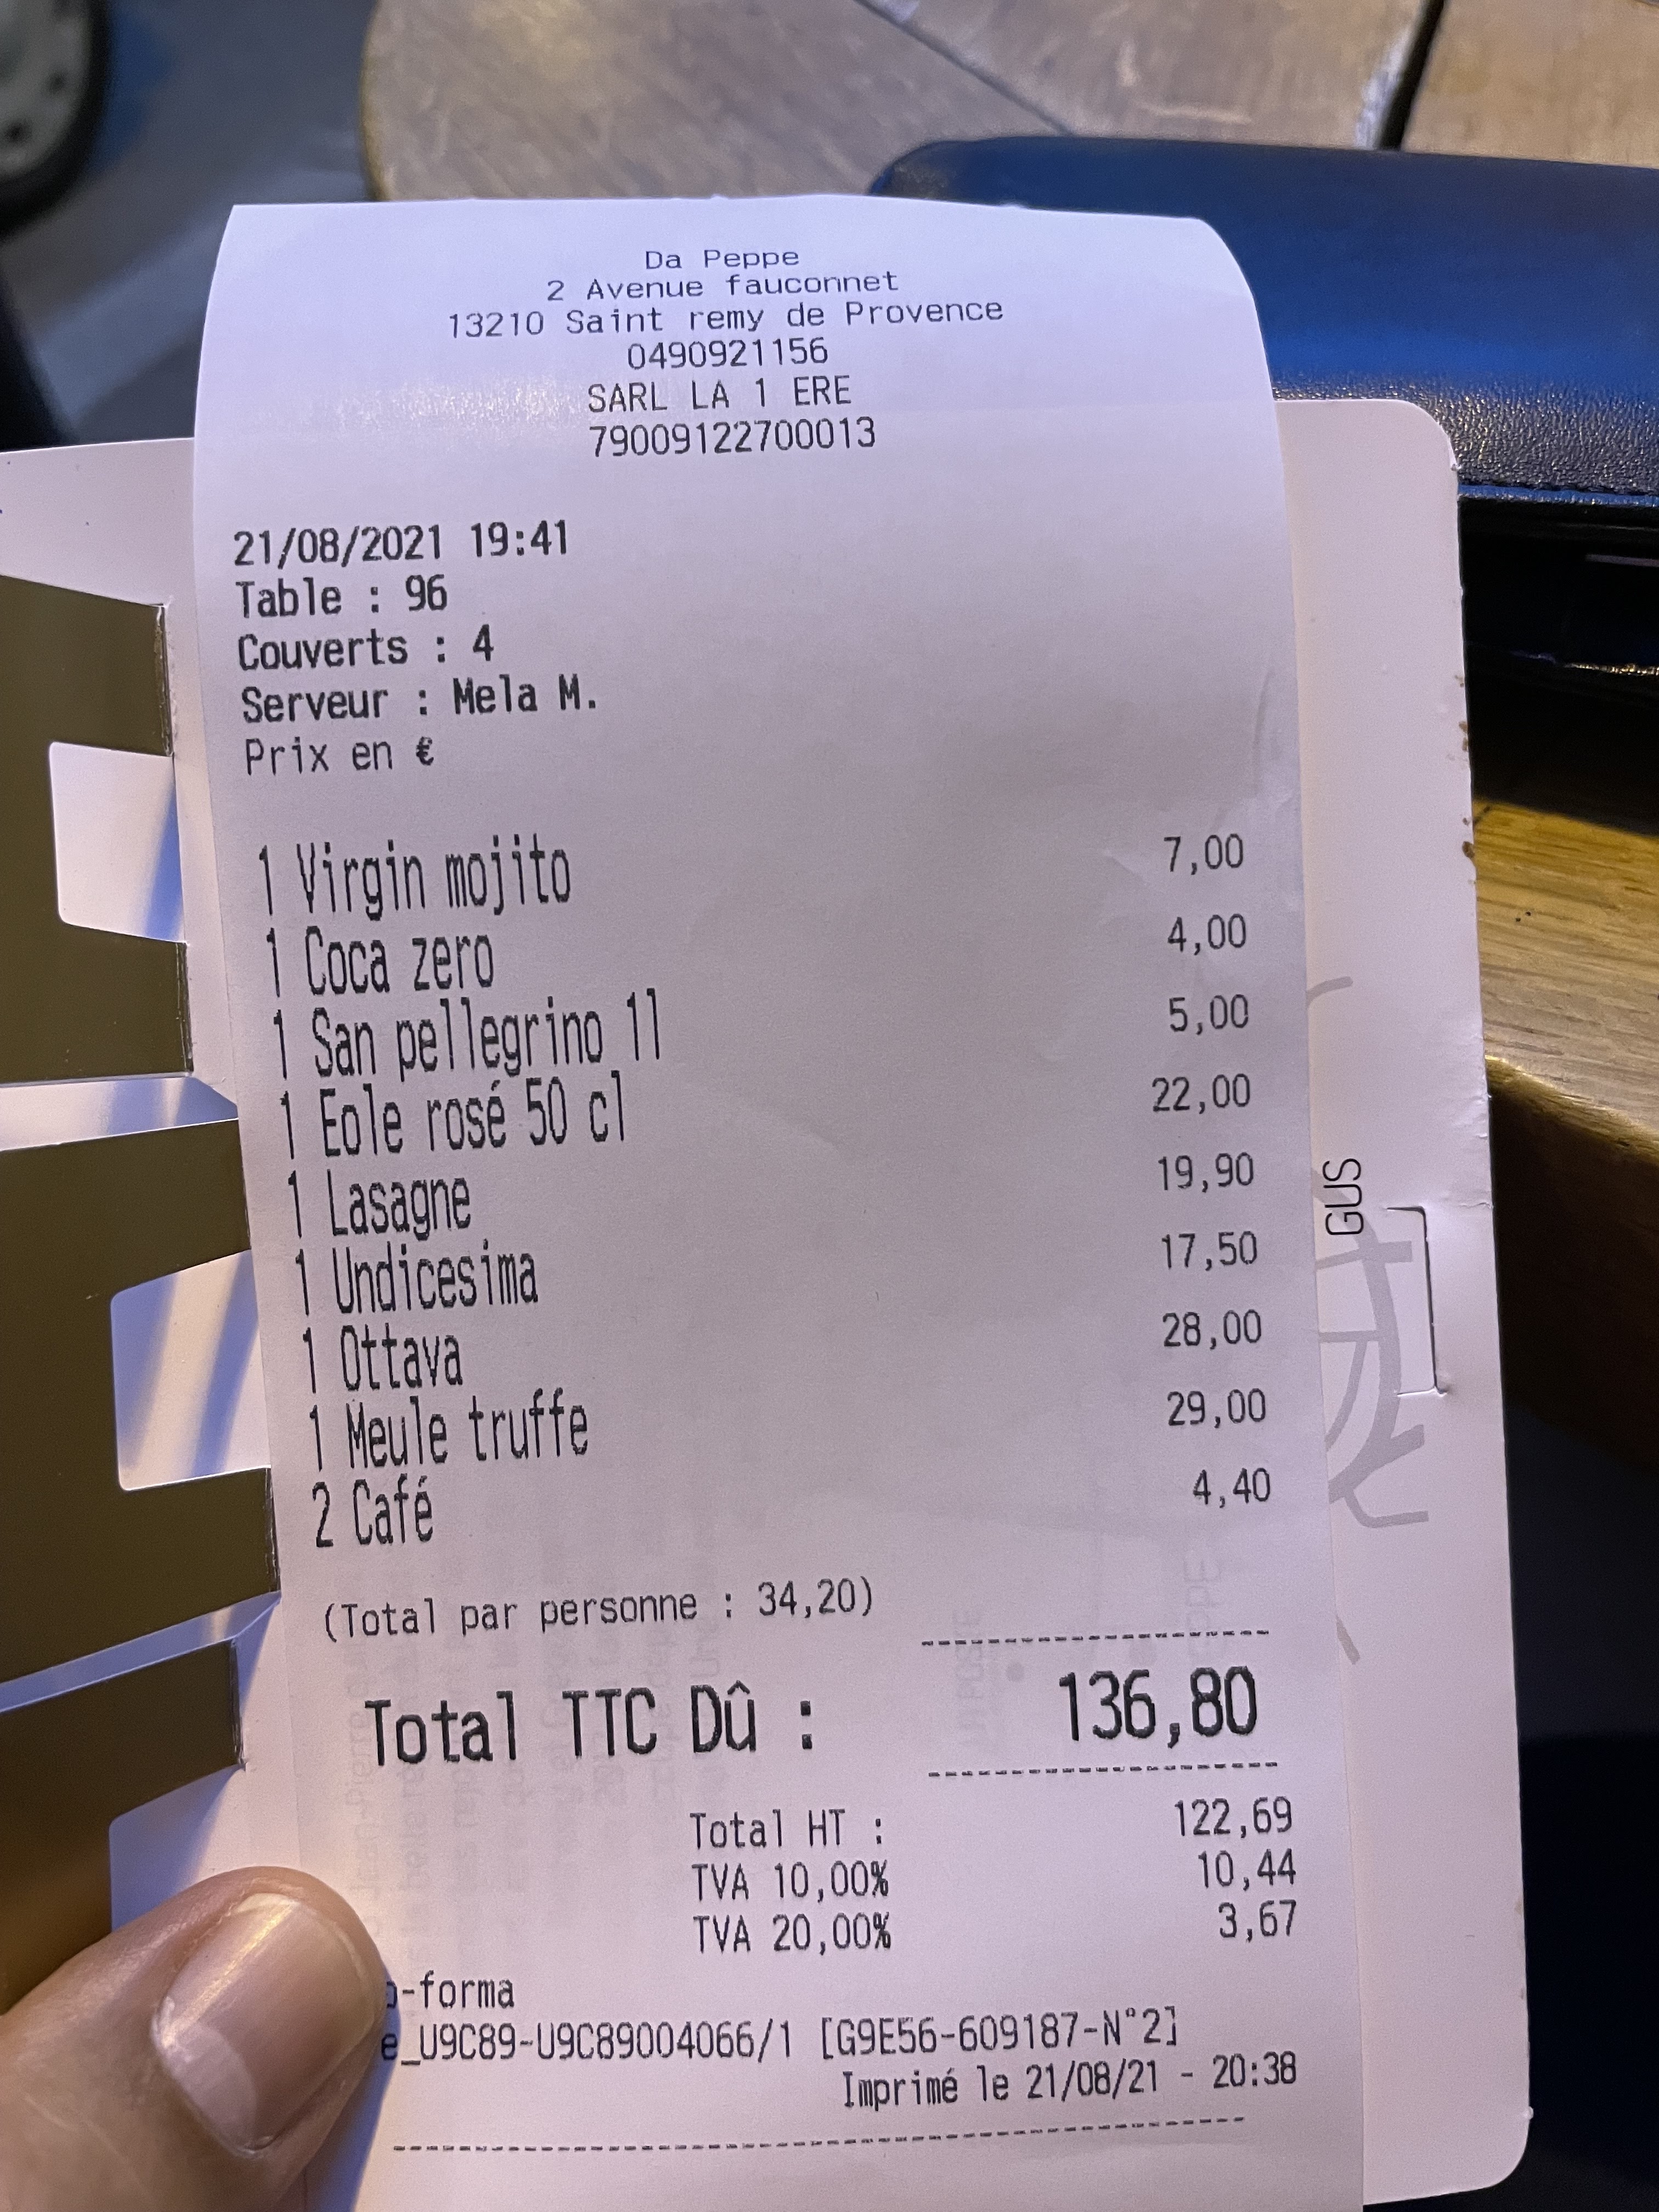 Da Peppe
2 Avenue fauconnet
13210 Saint remy de Provence
0490921156
SARL LA 1 ERE
79009122700013
21/08/2021 19:41
Table : 96
Couverts : 4
Serveur : Mela M.
Prix en €
1 Virgin mojito 7,00
1 Coca zero 4,00
1 San pellegrino 1l 5,00
1 Eole rosé 50 cl 22,00
1 Lasagne 19,90
1 Undicesima 17,50
1 Ottava 28,00
1 Meule truffe 29,00
2 Café 4,40
(Total par personne : 34,20)
Total TTC Dû : 136,80
Total HT : 122,69
TVA 10,00% 10,44
TVA 20,00% 3,67
-forma
e_U9C89-U9C89004066/1 [G9E56-609187-N°2]
Imprimé le 21/08/21 - 20:38
GUS